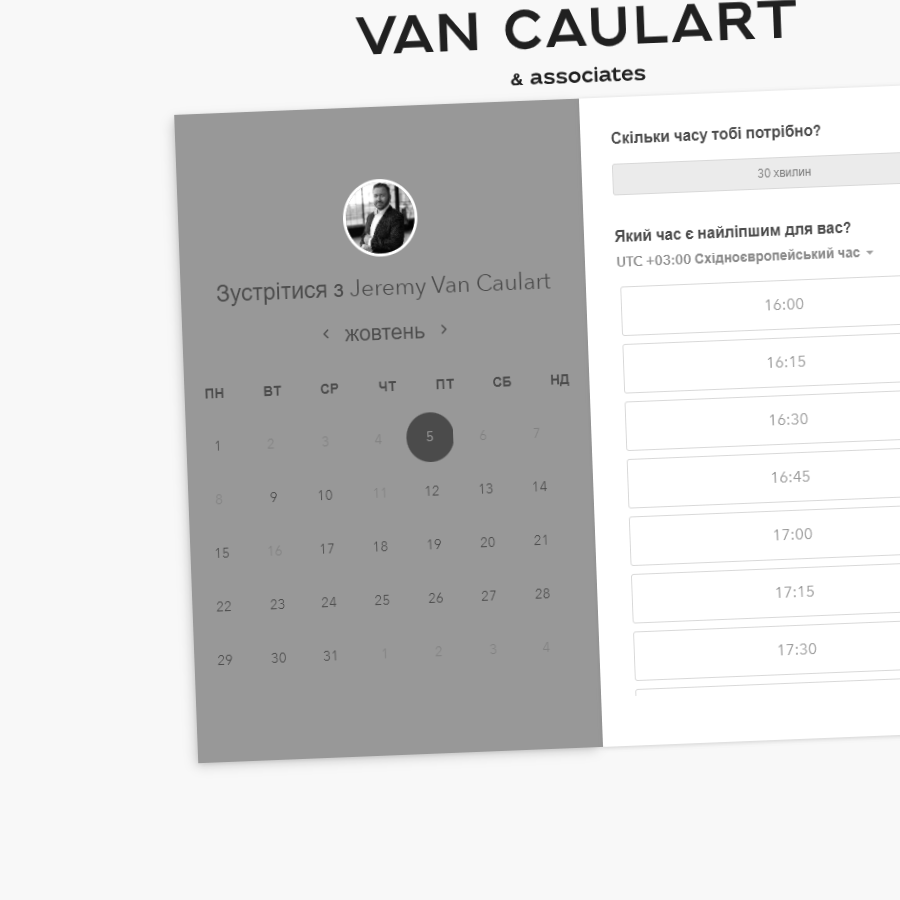 VAN CAULART
& associates
Зустрітися з Jeremy Van Caulart
жовтень
ПН ВТ СР ЧТ ПТ СБ НД
1 2 3 4 5 6 7
8 9 10 11 12 13 14
15 16 17 18 19 20 21
22 23 24 25 26 27 28
29 30 31 1 2 3 4
Скільки часу тобі потрібно?
30 хвилин
Який час є найліпшим для вас?
UTC +03:00 Східноєвропейський час
16:00
16:15
16:30
16:45
17:00
17:15
17:30